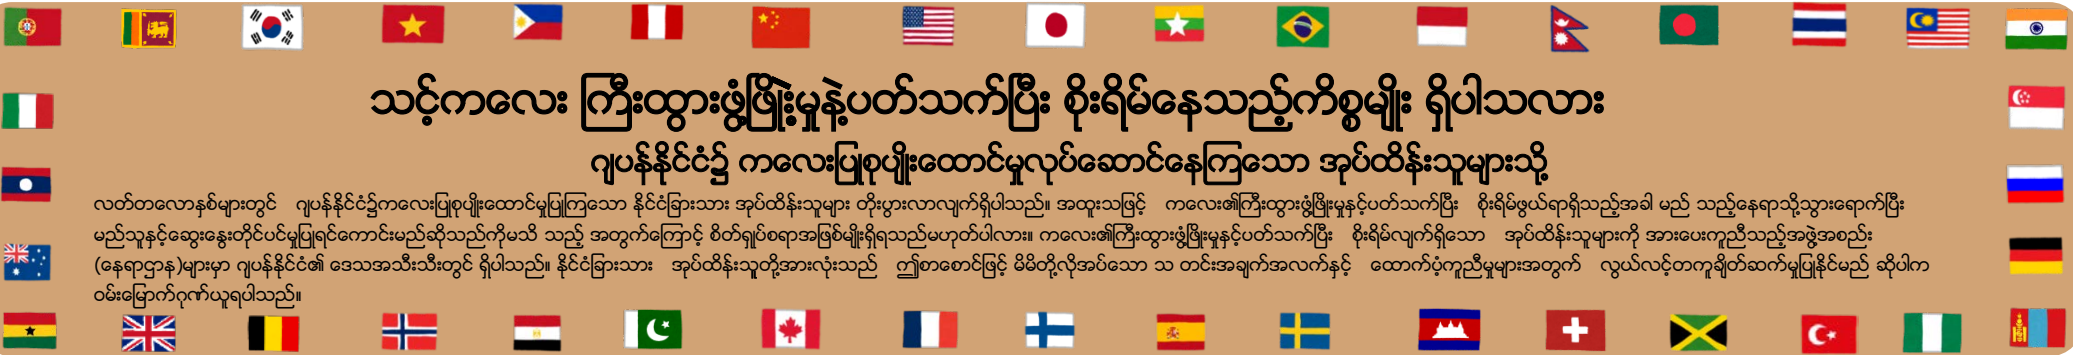 သင့်ကလေး ကြီးထွားဖွံ့ဖြိုးမှုနဲ့ပတ်သက်ပြီး စိုးရိမ်နေသည့်ကိစ္စမျိုး ရှိပါသလား
ဂျပန်နိုင်ငံ၌ ကလေးပြုစုပျိုးထောင်မှုလုပ်ဆောင်နေကြသော အုပ်ထိန်းသူများသို့
လတ်တလောနှစ်များတွင် ဂျပန်နိုင်ငံ၌ကလေးပြုစုပျိုးထောင်မှုပြုကြသော နိုင်ငံခြားသား အုပ်ထိန်းသူများ တိုးပွားလာလျက်ရှိပါသည်။ အထူးသဖြင့် ကလေး၏ကြီးထွားဖွံ့ဖြိုးမှုနှင့်ပတ်သက်ပြီး စိုးရိမ်ဖွယ်ရာရှိသည့်အခါ မည် သည့်နေရာသို့သွားရောက်ပြီး
မည်သူနှင့်ဆွေးနွေးတိုင်ပင်မှုပြုရင်ကောင်းမည်ဆိုသည်ကိုမသိ သည့် အတွက်ကြောင့် စိတ်ရှုပ်စရာအဖြစ်မျိုးရှိရသည်မဟုတ်ပါလား။ ကလေး၏ကြီးထွားဖွံ့ဖြိုးမှုနှင့်ပတ်သက်ပြီး စိုးရိမ်လျက်ရှိသော အုပ်ထိန်းသူများကို အားပေးကူညီသည့်အဖွဲ့အစည်း
(နေရာဌာန)များမှာ ဂျပန်နိုင်ငံ၏ ဒေသအသီးသီးတွင် ရှိပါသည်။ နိုင်ငံခြားသား အုပ်ထိန်းသူတို့အားလုံးသည် ဤစာစောင်ဖြင့် မိမိတို့လိုအပ်သော သ တင်းအချက်အလက်နှင့် ထောက်ပံ့ကူညီမှုများအတွက် လွယ်လင့်တကူချိတ်ဆက်မှုပြုနိုင်မည် ဆိုပါက
ဝမ်းမြောက်ဂုဏ်ယူရပါသည်။